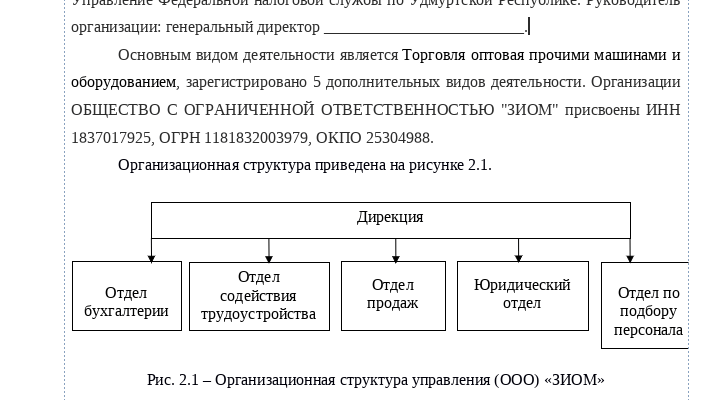 Управление Федеральной налоговой службы по Удмуртской Республике. Руководитель
организации: генеральный директор _________________________.
Основным видом деятельности является Торговля оптовая прочими машинами и
оборудованием, зарегистрировано 5 дополнительных видов деятельности. Организации
ОБЩЕСТВО С ОГРАНИЧЕННОЙ ОТВЕТСТВЕННОСТЬЮ "ЗИОМ" присвоены ИНН
1837017925, ОГРН 1181832003979, ОКПО 25304988.
Организационная структура приведена на рисунке 2.1.
Дирекция
Отдел
бухгалтерии
Отдел
содействия
трудоустройства
Отдел
продаж
Юридический
отдел
Отдел по
подбору
персонала
Рис. 2.1 – Организационная структура управления (ООО) «ЗИОМ»